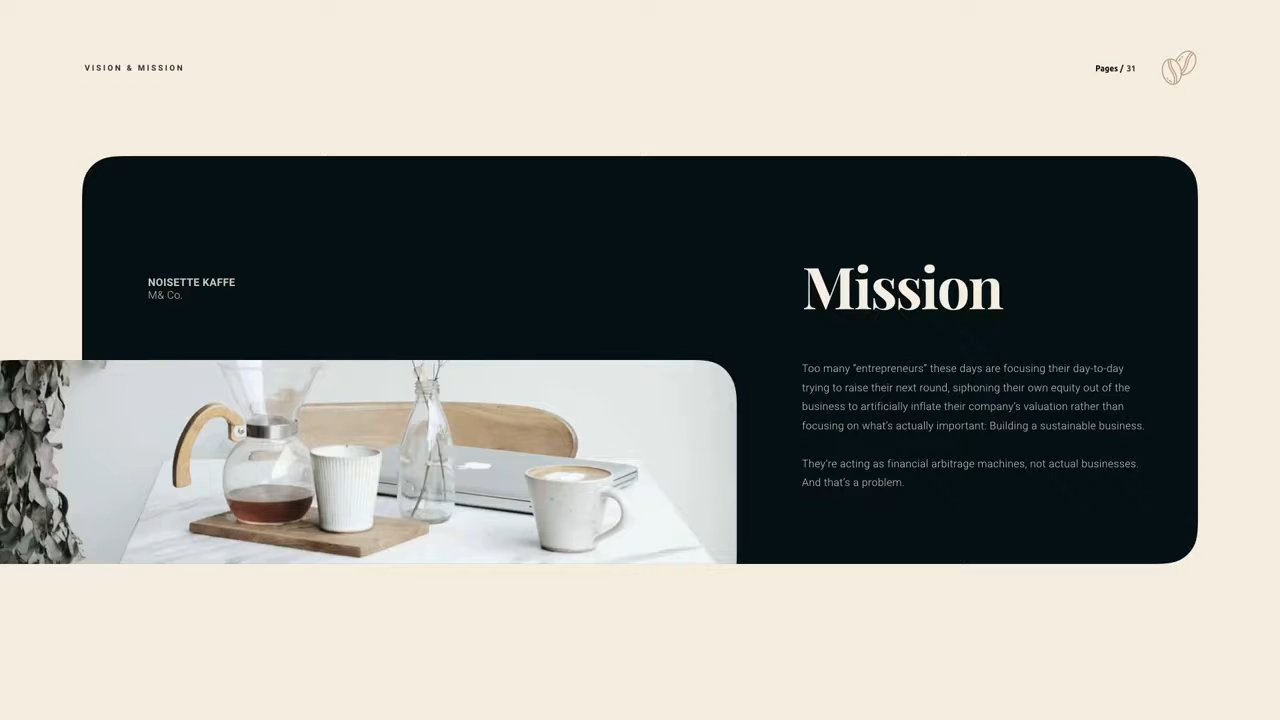 VISION & MISSION
Pages / 31
NOISETTE KAFFE
M& Co.
Mission
Too many "entrepreneurs" these days are focusing their day-to-day
trying to raise their next round, siphoning their own equity out of the
business to artificially inflate their company's valuation rather than
focusing on what's actually important: Building a sustainable business.
They're acting as financial arbitrage machines, not actual businesses.
And that's a problem.